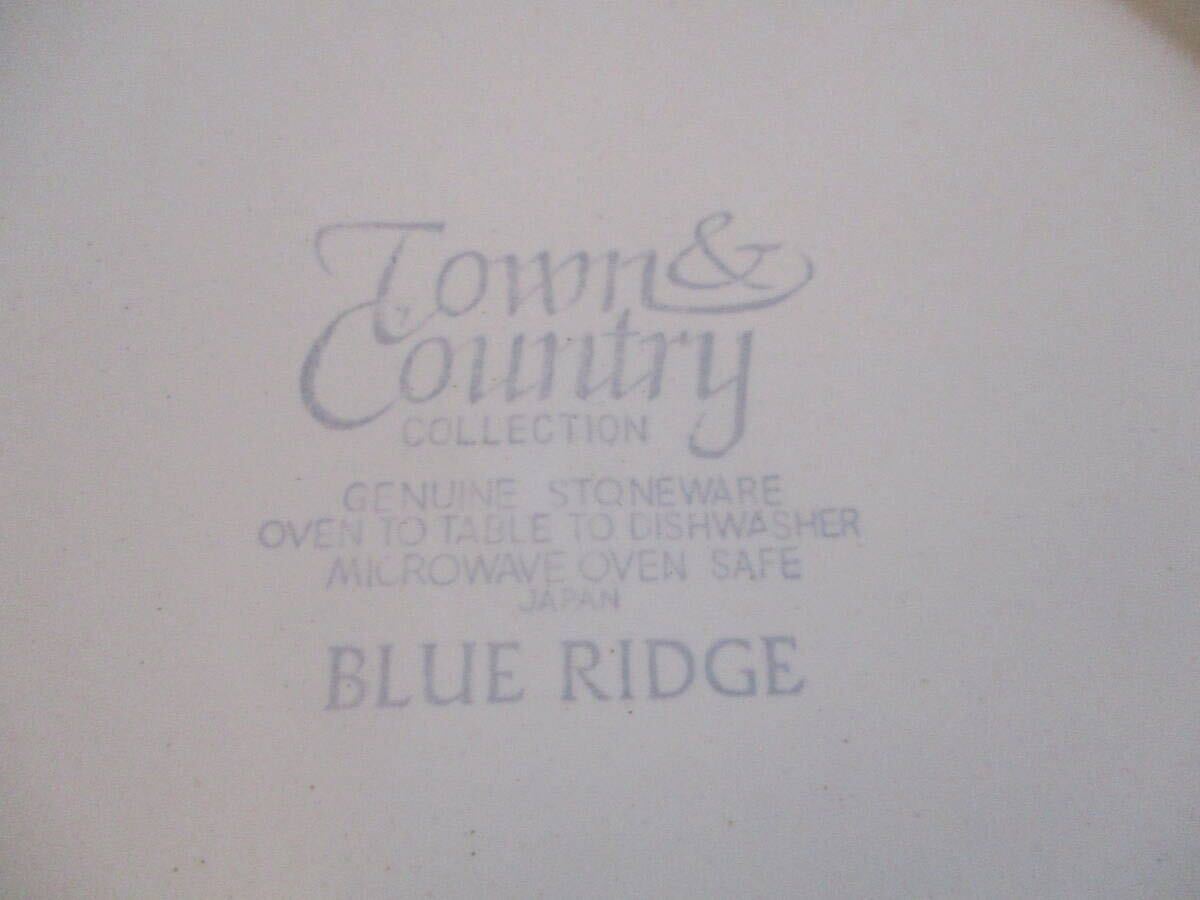 Town &
Country
COLLECTION
GENUINE STONEWARE
OVEN TO TABLE TO DISHWASHER
MICROWAVE OVEN SAFE
JAPAN
BLUE RIDGE